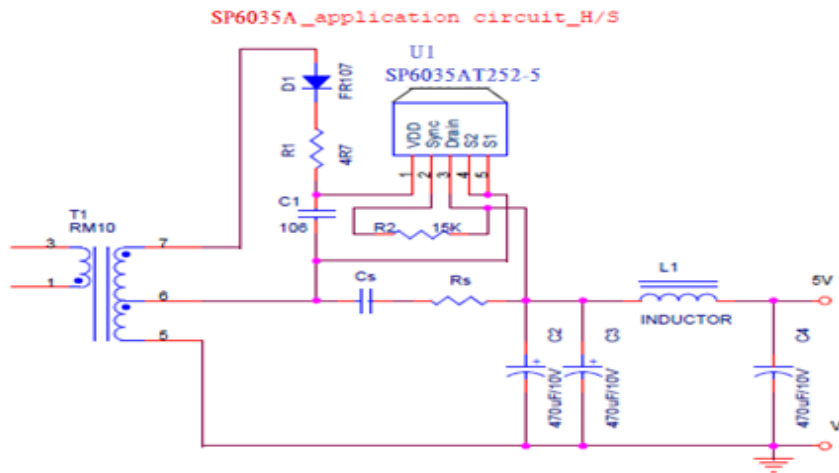 SP6035A_application circuit_H/S
U1
SP6035AT252-5
D1
FR107
VDD
Sync
Drain
S2
S1
R1
4R7
1
2
3
4
5
C1
106
R2
15K
T1
RM10
3
7
1
6
5
Cs
Rs
L1
INDUCTOR
5V
C2
470uF/10V
C3
470uF/10V
C4
470uF/10V